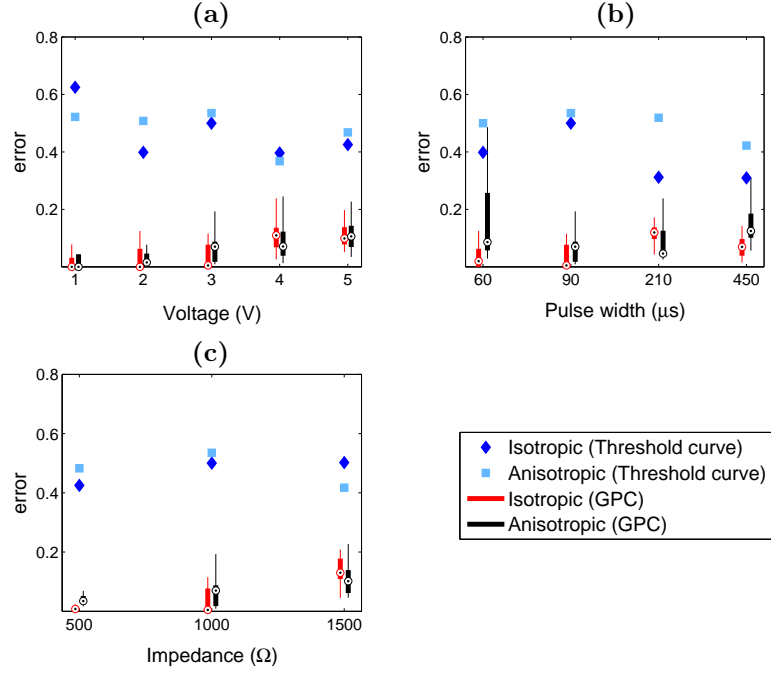 (a)
0.8
0.6
0.4
0.2
error
1 2 3 4 5
Voltage (V)
(b)
0.8
0.6
0.4
0.2
error
60 90 210 450
Pulse width (μs)
(c)
0.8
0.6
0.4
0.2
error
500 1000 1500
Impedance (Ω)
Isotropic (Threshold curve)
Anisotropic (Threshold curve)
Isotropic (GPC)
Anisotropic (GPC)